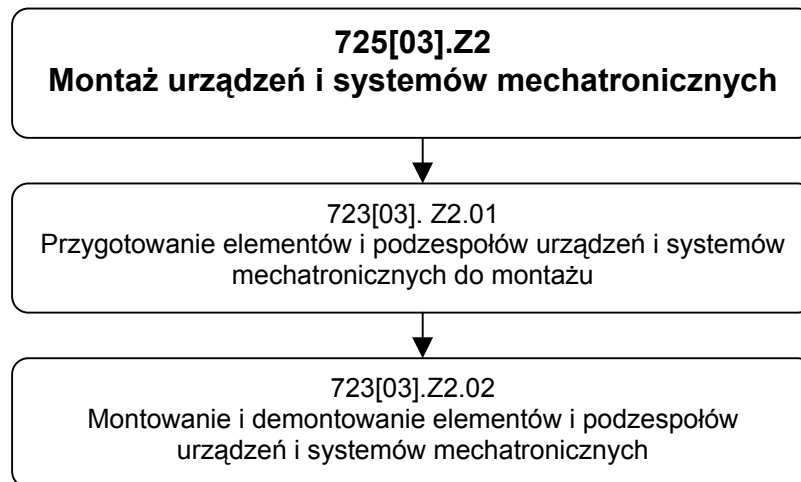 725[03].Z2
Montaż urządzeń i systemów mechatronicznych
723[03]. Z2.01
Przygotowanie elementów i podzespołów urządzeń i systemów
mechatronicznych do montażu
723[03].Z2.02
Montowanie i demontowanie elementów i podzespołów
urządzeń i systemów mechatronicznych